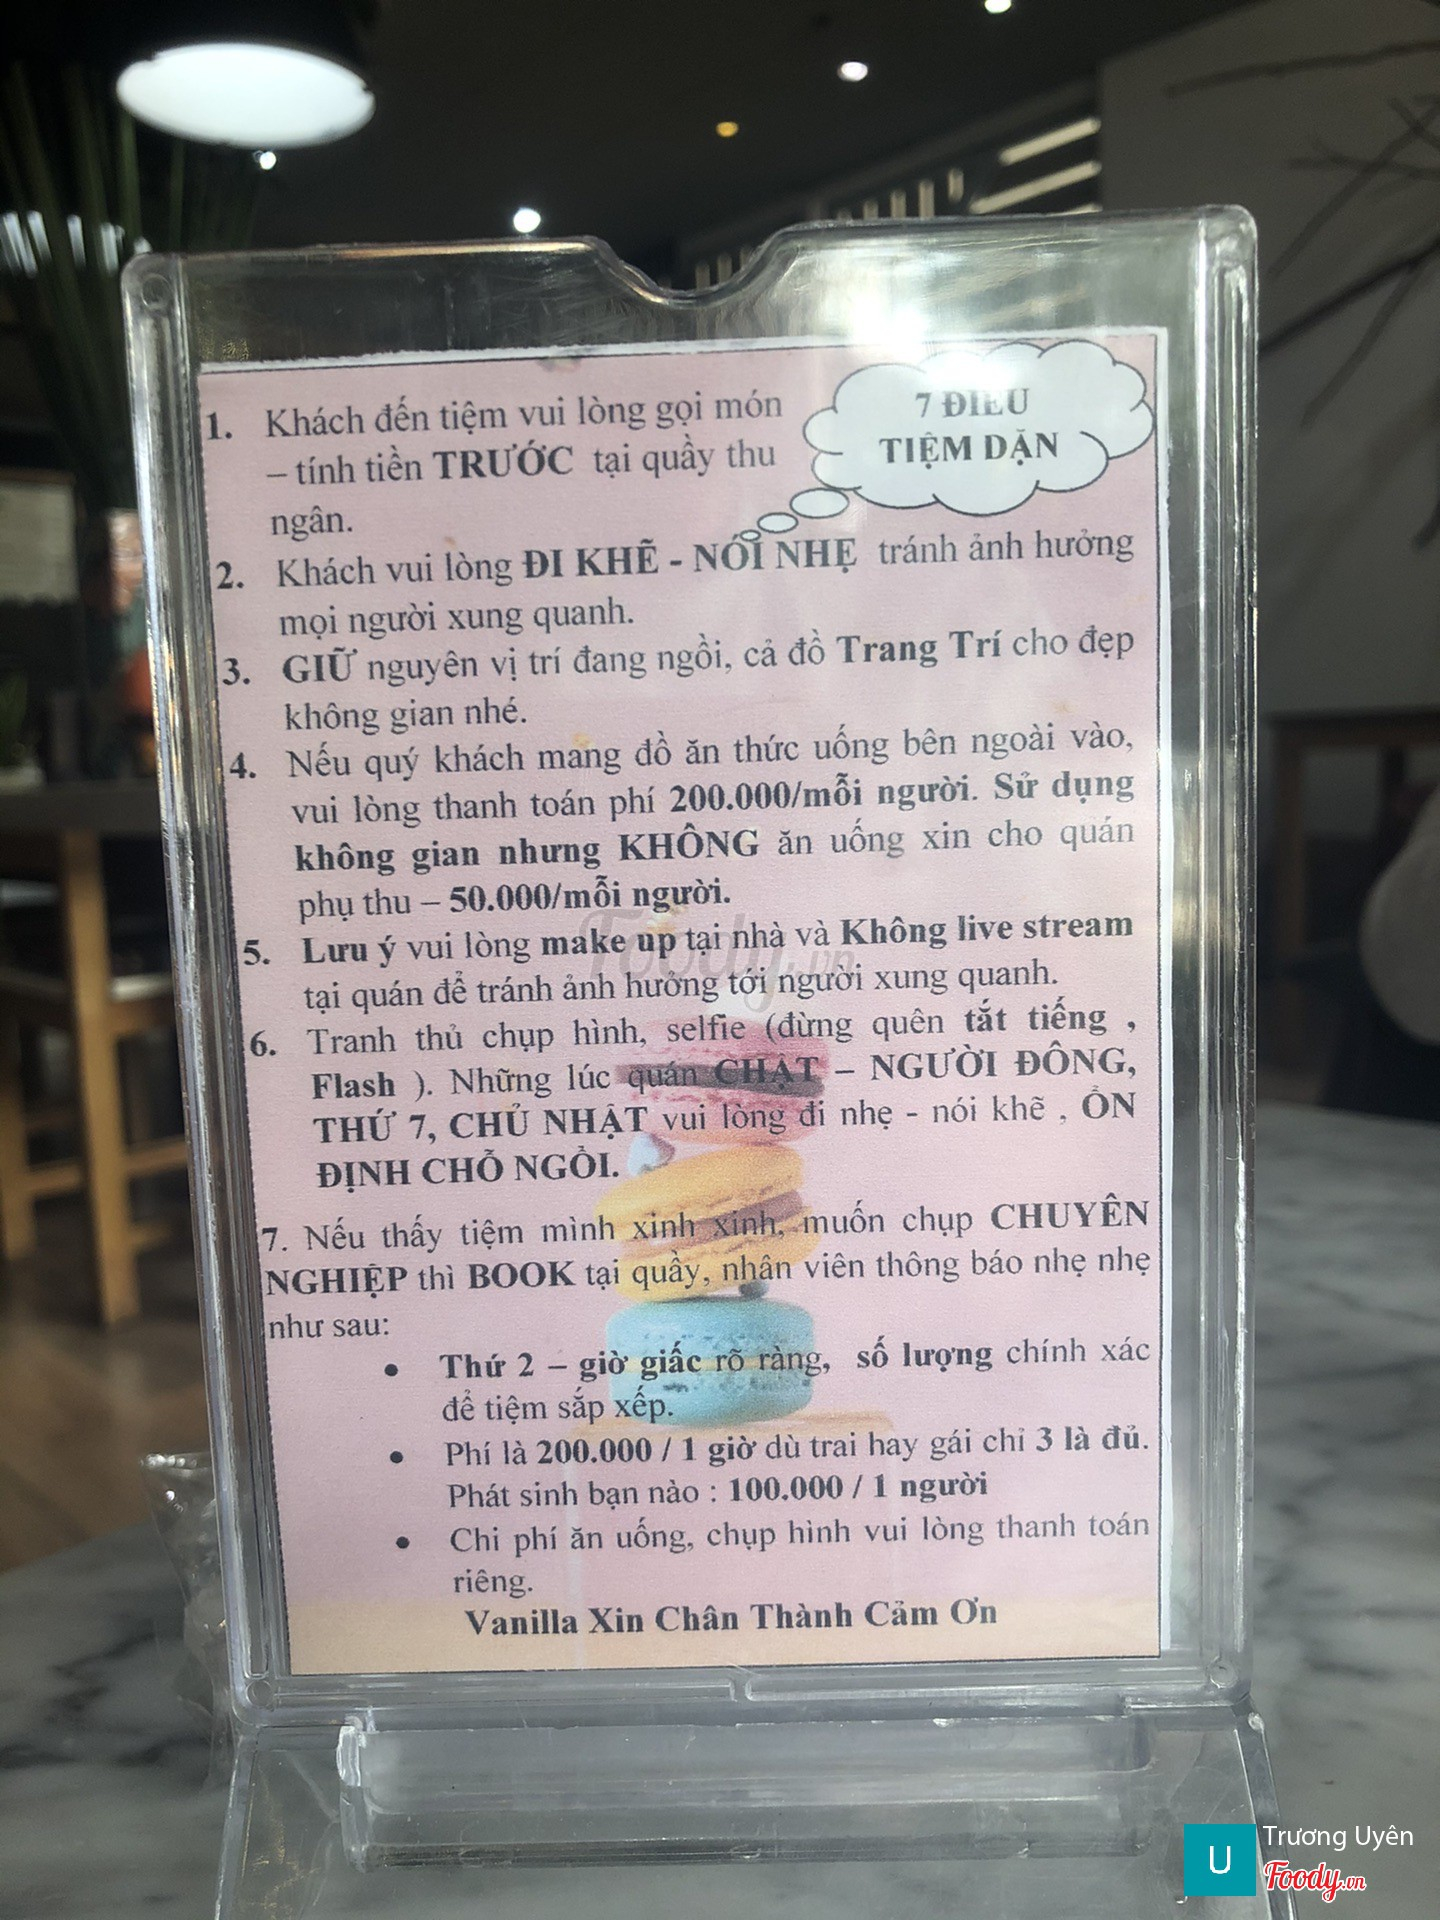 7 ĐIỀU
TIỆM DẶN
1. Khách đến tiệm vui lòng gọi món
– tính tiền TRƯỚC tại quầy thu
ngân.
2. Khách vui lòng ĐI KHẼ - NÓI NHẸ tránh ảnh hưởng
mọi người xung quanh.
3. GIỮ nguyên vị trí đang ngồi, cả đồ Trang Trí cho đẹp
không gian nhé.
4. Nếu quý khách mang đồ ăn thức uống bên ngoài vào,
vui lòng thanh toán phí 200.000/mỗi người. Sử dụng
không gian nhưng KHÔNG ăn uống xin cho quán
phụ thu – 50.000/mỗi người.
5. Lưu ý vui lòng make up tại nhà và Không live stream
tại quán để tránh ảnh hưởng tới người xung quanh.
6. Tranh thủ chụp hình, selfie (đừng quên tắt tiếng ,
Flash ). Những lúc quán CHẬT – NGƯỜI ĐÔNG,
THỨ 7, CHỦ NHẬT vui lòng đi nhẹ - nói khẽ , ỔN
ĐỊNH CHỖ NGỒI.
7. Nếu thấy tiệm mình xinh xinh, muốn chụp CHUYÊN
NGHIỆP thì BOOK tại quầy, nhân viên thông báo nhẹ nhẹ
như sau:
• Thứ 2 – giờ giấc rõ ràng, số lượng chính xác
để tiệm sắp xếp.
• Phí là 200.000 / 1 giờ dù trai hay gái chỉ 3 là đủ.
Phát sinh bạn nào : 100.000 / 1 người
• Chi phí ăn uống, chụp hình vui lòng thanh toán
riêng.
Vanilla Xin Chân Thành Cảm Ơn
Foody.vn
U
Trương Uyên
Foody.vn